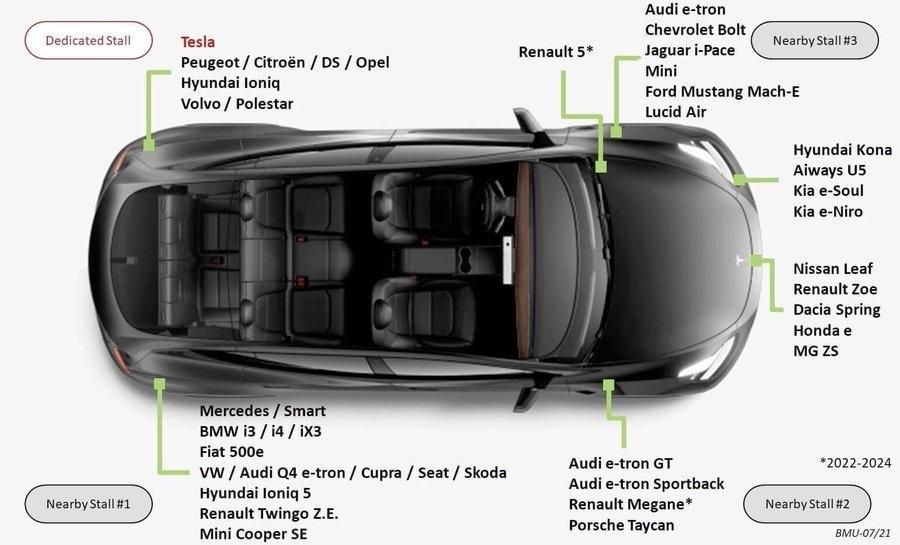 Dedicated Stall
Tesla
Peugeot / Citroën / DS / Opel
Hyundai Ioniq
Volvo / Polestar
Renault 5*
Audi e-tron
Chevrolet Bolt
Jaguar i-Pace
Mini
Ford Mustang Mach-E
Lucid Air
Nearby Stall #3
Hyundai Kona
Aiways U5
Kia e-Soul
Kia e-Niro
Nissan Leaf
Renault Zoe
Dacia Spring
Honda e
MG ZS
Mercedes / Smart
BMW i3 / i4 / iX3
Fiat 500e
VW / Audi Q4 e-tron / Cupra / Seat / Skoda
Hyundai Ioniq 5
Renault Twingo Z.E.
Mini Cooper SE
Nearby Stall #1
Audi e-tron GT
Audi e-tron Sportback
Renault Megane*
Porsche Taycan
*2022-2024
Nearby Stall #2
BMU-07/21